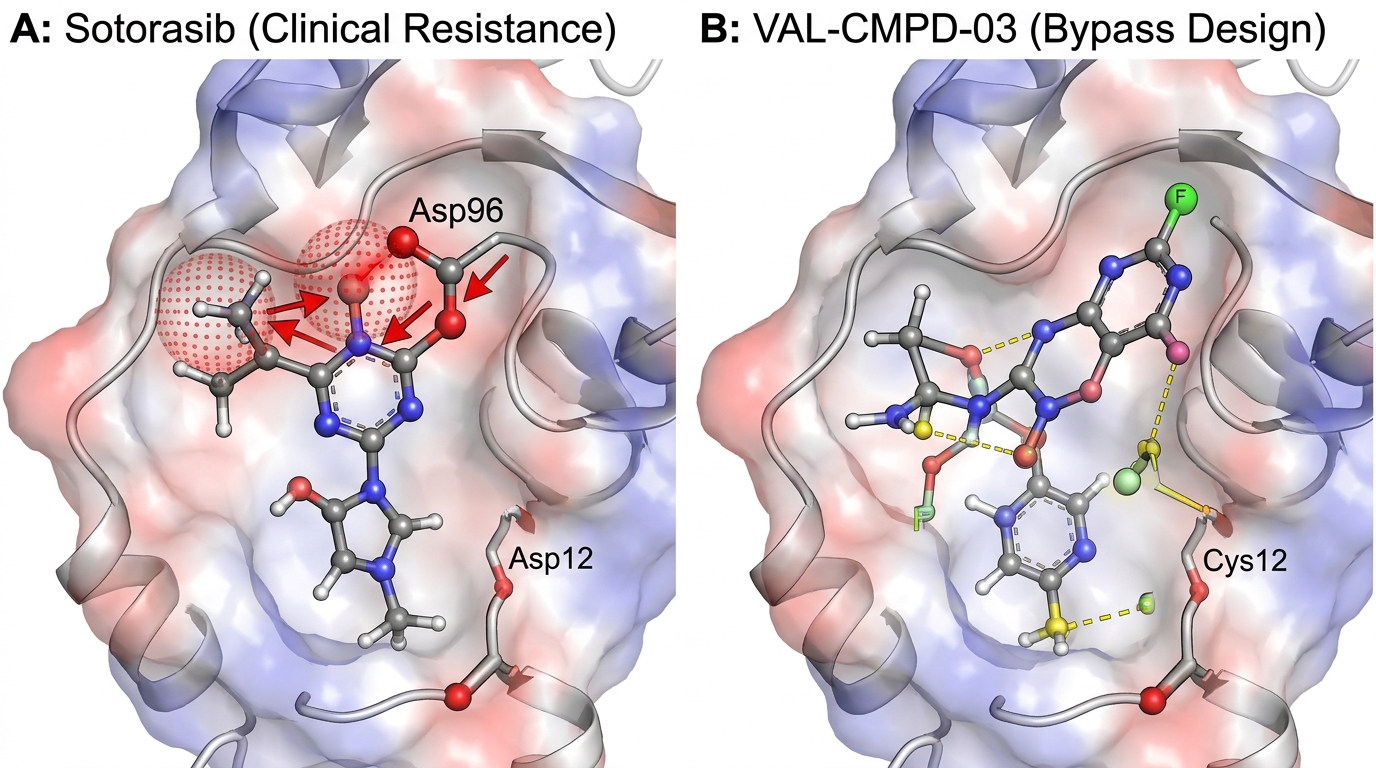 A: Sotorasib (Clinical Resistance)
B: VAL-CMPD-03 (Bypass Design)
Asp96
F
Asp12
Cys12